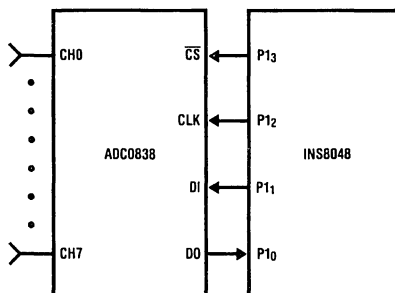 CH0 CS P1₃
CLK P1₂
ADC0838 INS8048
DI P1₁
CH7 DO P1₀